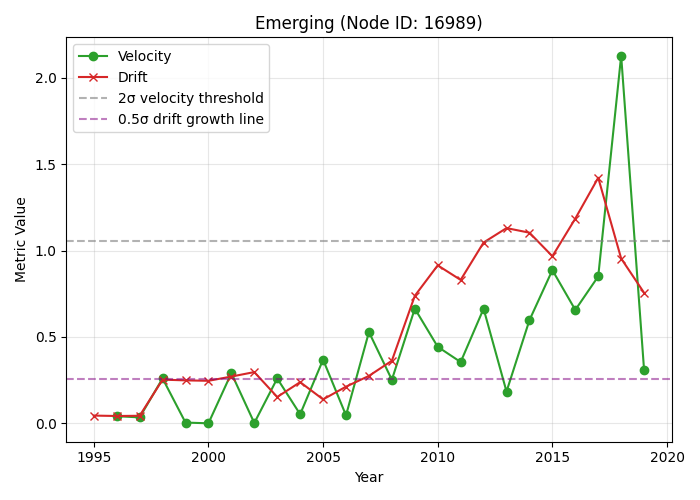 Emerging (Node ID: 16989)
Velocity
Drift
2σ velocity threshold
0.5σ drift growth line
Metric Value
2.0
1.5
1.0
0.5
0.0
1995 2000 2005 2010 2015 2020
Year